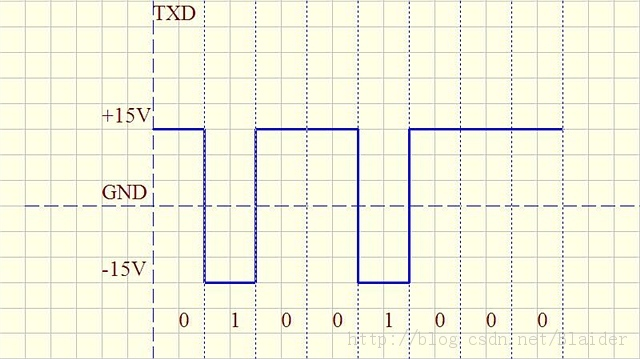 TXD
+15V
GND
-15V
0 1 0 0 1 0 0 0
http://blog.csdn.net/blaider